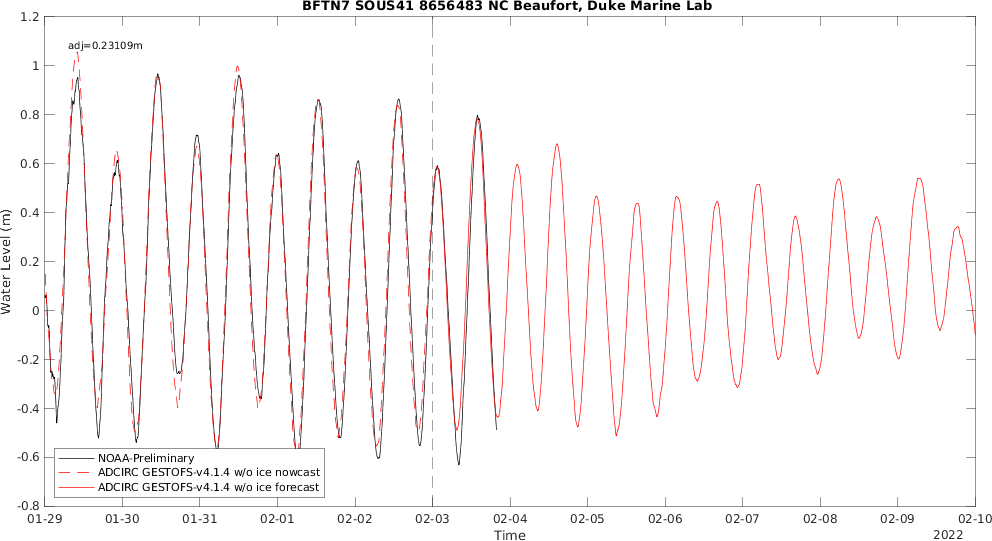 BFTN7 SOUS41 8656483 NC Beaufort, Duke Marine Lab
adj=0.23109m
Water Level (m)
1.2
1
0.8
0.6
0.4
0.2
0
-0.2
-0.4
-0.6
-0.8
NOAA-Preliminary
ADCIRC GESTOFS-v4.1.4 w/o ice nowcast
ADCIRC GESTOFS-v4.1.4 w/o ice forecast
01-29 01-30 01-31 02-01 02-02 02-03 02-04 02-05 02-06 02-07 02-08 02-09 02-10
Time
2022